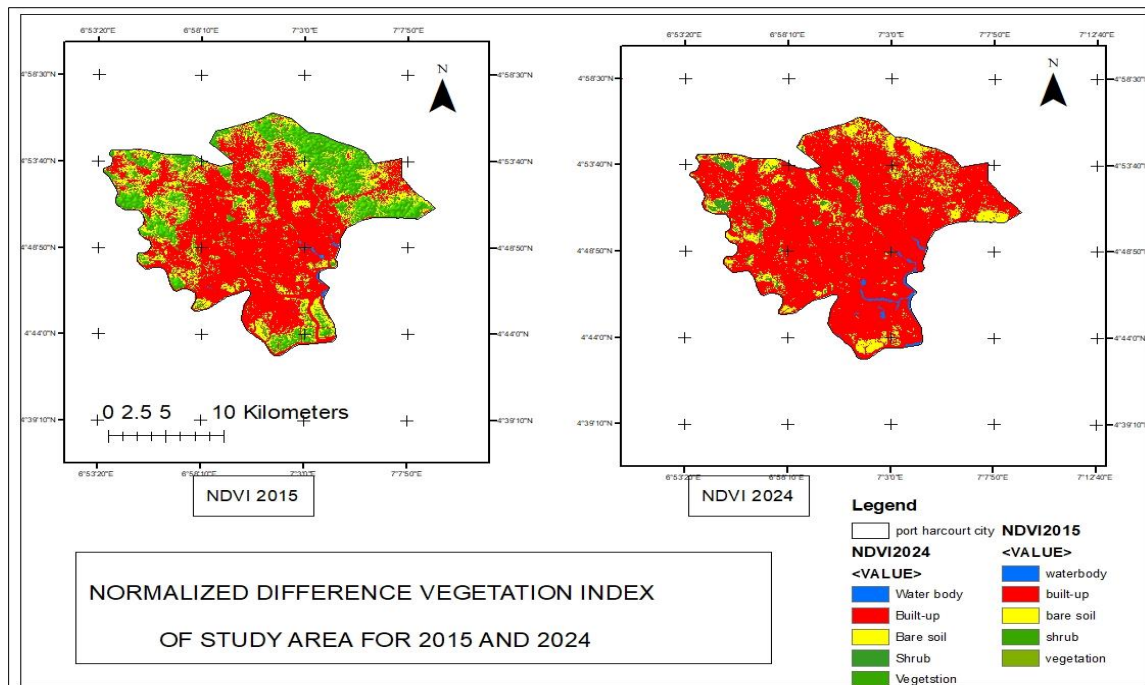 6°53'20"E 6°58'10"E 7°3'0"E 7°7'50"E
6°53'20"E 6°58'10"E 7°3'0"E 7°7'50"E 7°12'40"E
4°58'30"N
4°53'40"N
4°48'50"N
4°44'0"N
4°39'10"N
N
4°58'30"N
4°53'40"N
4°48'50"N
4°44'0"N
4°39'10"N
4°58'30"N
4°53'40"N
4°48'50"N
4°44'0"N
4°39'10"N
N
4°58'30"N
4°53'40"N
4°48'50"N
4°44'0"N
4°39'10"N
0 2.5 5 10 Kilometers
6°53'20"E 6°58'10"E 7°3'0"E 7°7'50"E
6°53'20"E 6°58'10"E 7°3'0"E 7°7'50"E 7°12'40"E
NDVI 2015
NDVI 2024
NORMALIZED DIFFERENCE VEGETATION INDEX
OF STUDY AREA FOR 2015 AND 2024
Legend
port harcourt city
NDVI2024
<VALUE>
Water body
Built-up
Bare soil
Shrub
Vegetstion
NDVI2015
<VALUE>
waterbody
built-up
bare soil
shrub
vegetation